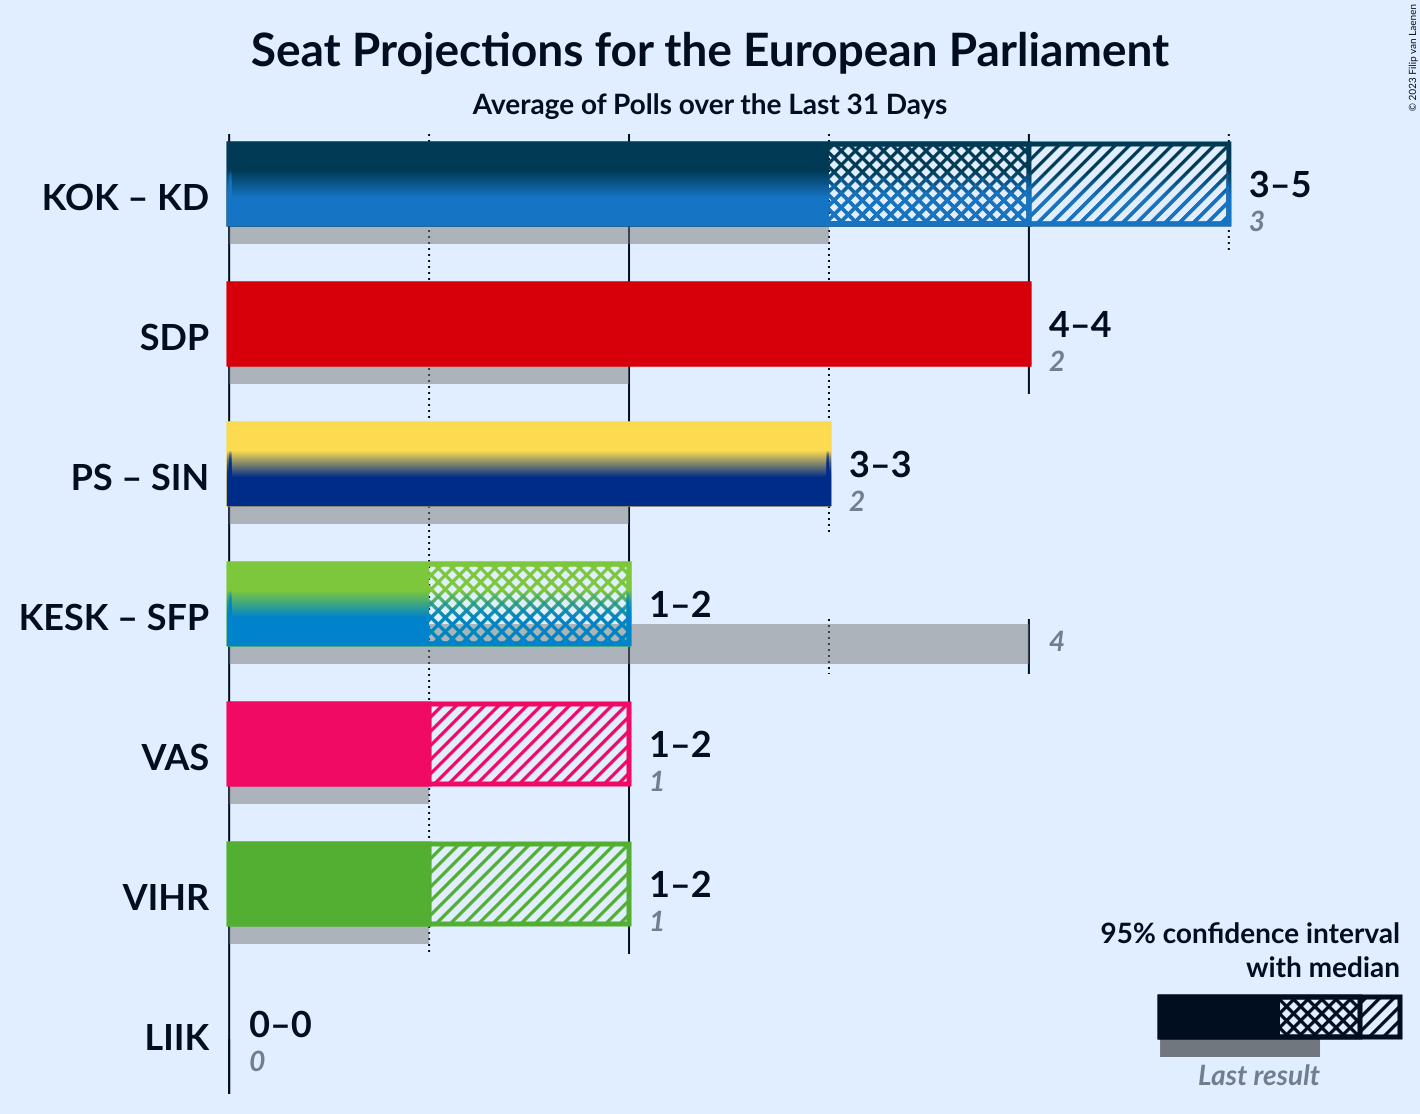 Seat Projections for the European Parliament
Average of Polls over the Last 31 Days
© 2023 Filip van Laenen
KOK – KD
3–5
3
SDP
4–4
2
PS – SIN
3–3
2
KESK – SFP
1–2
4
VAS
1–2
1
VIHR
1–2
1
LIIK
0–0
0
95% confidence interval
with median
Last result